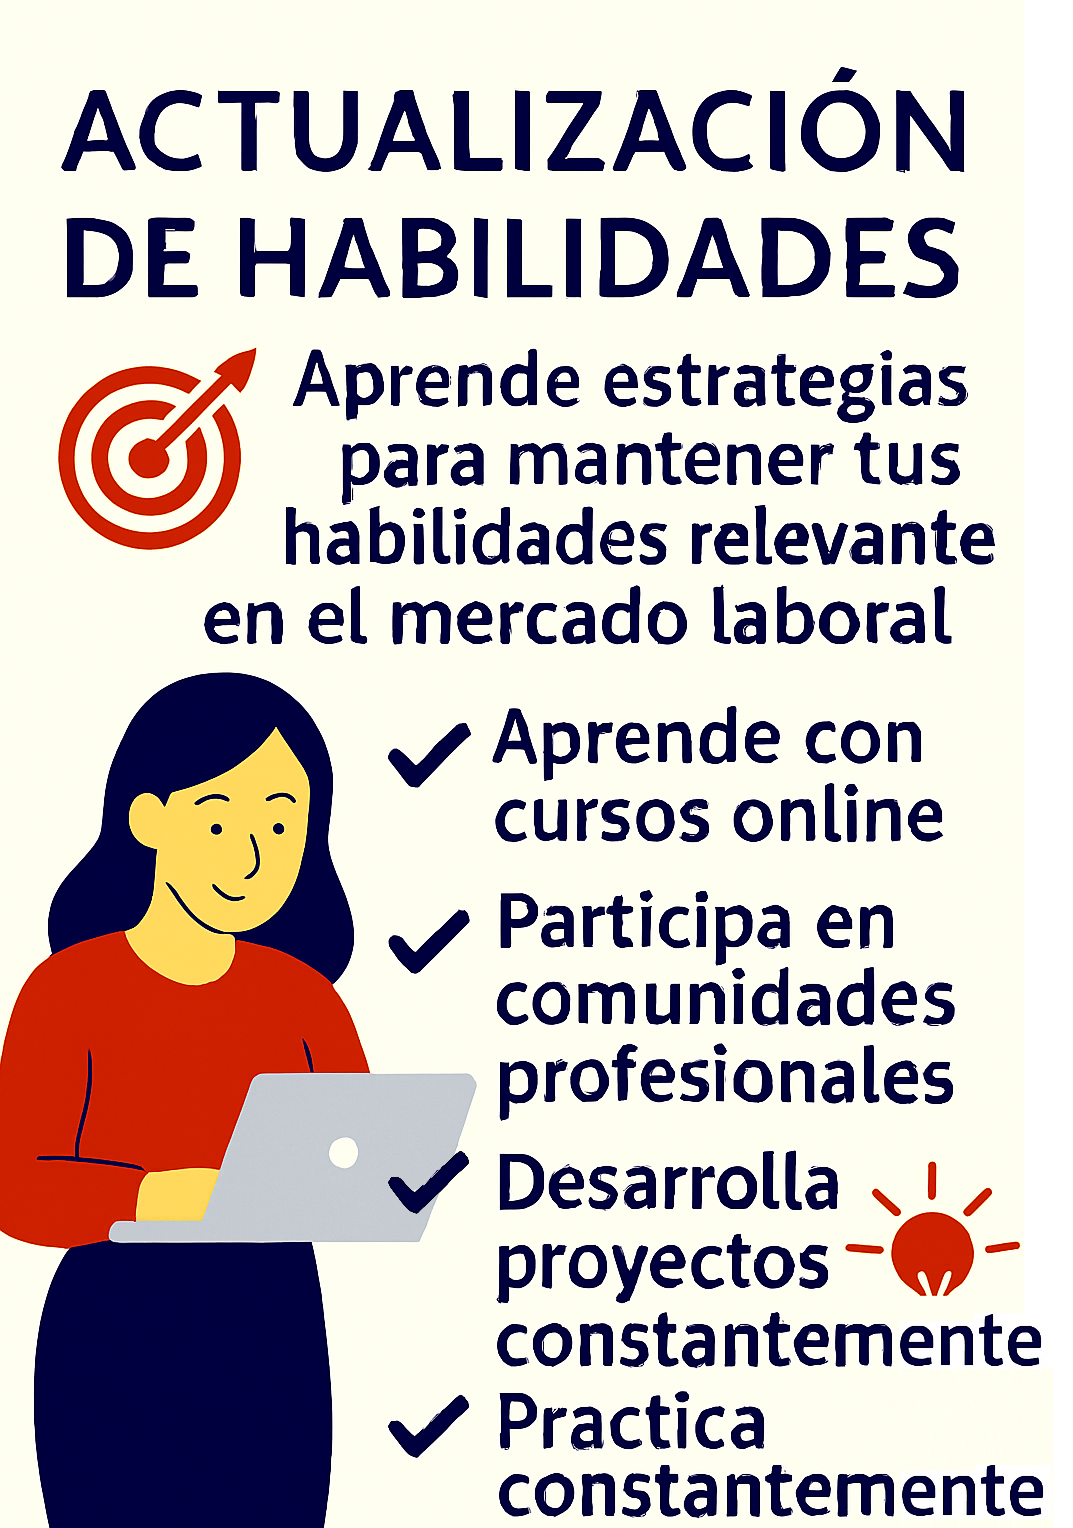 ACTUALIZACIÓN
DE HABILIDADES
Aprende estrategias
para mantener tus
habilidades relevante
en el mercado laboral
Aprende con
cursos online
Participa en
comunidades
profesionales
Desarrolla
proyectos
constantemente
Practica
constantemente